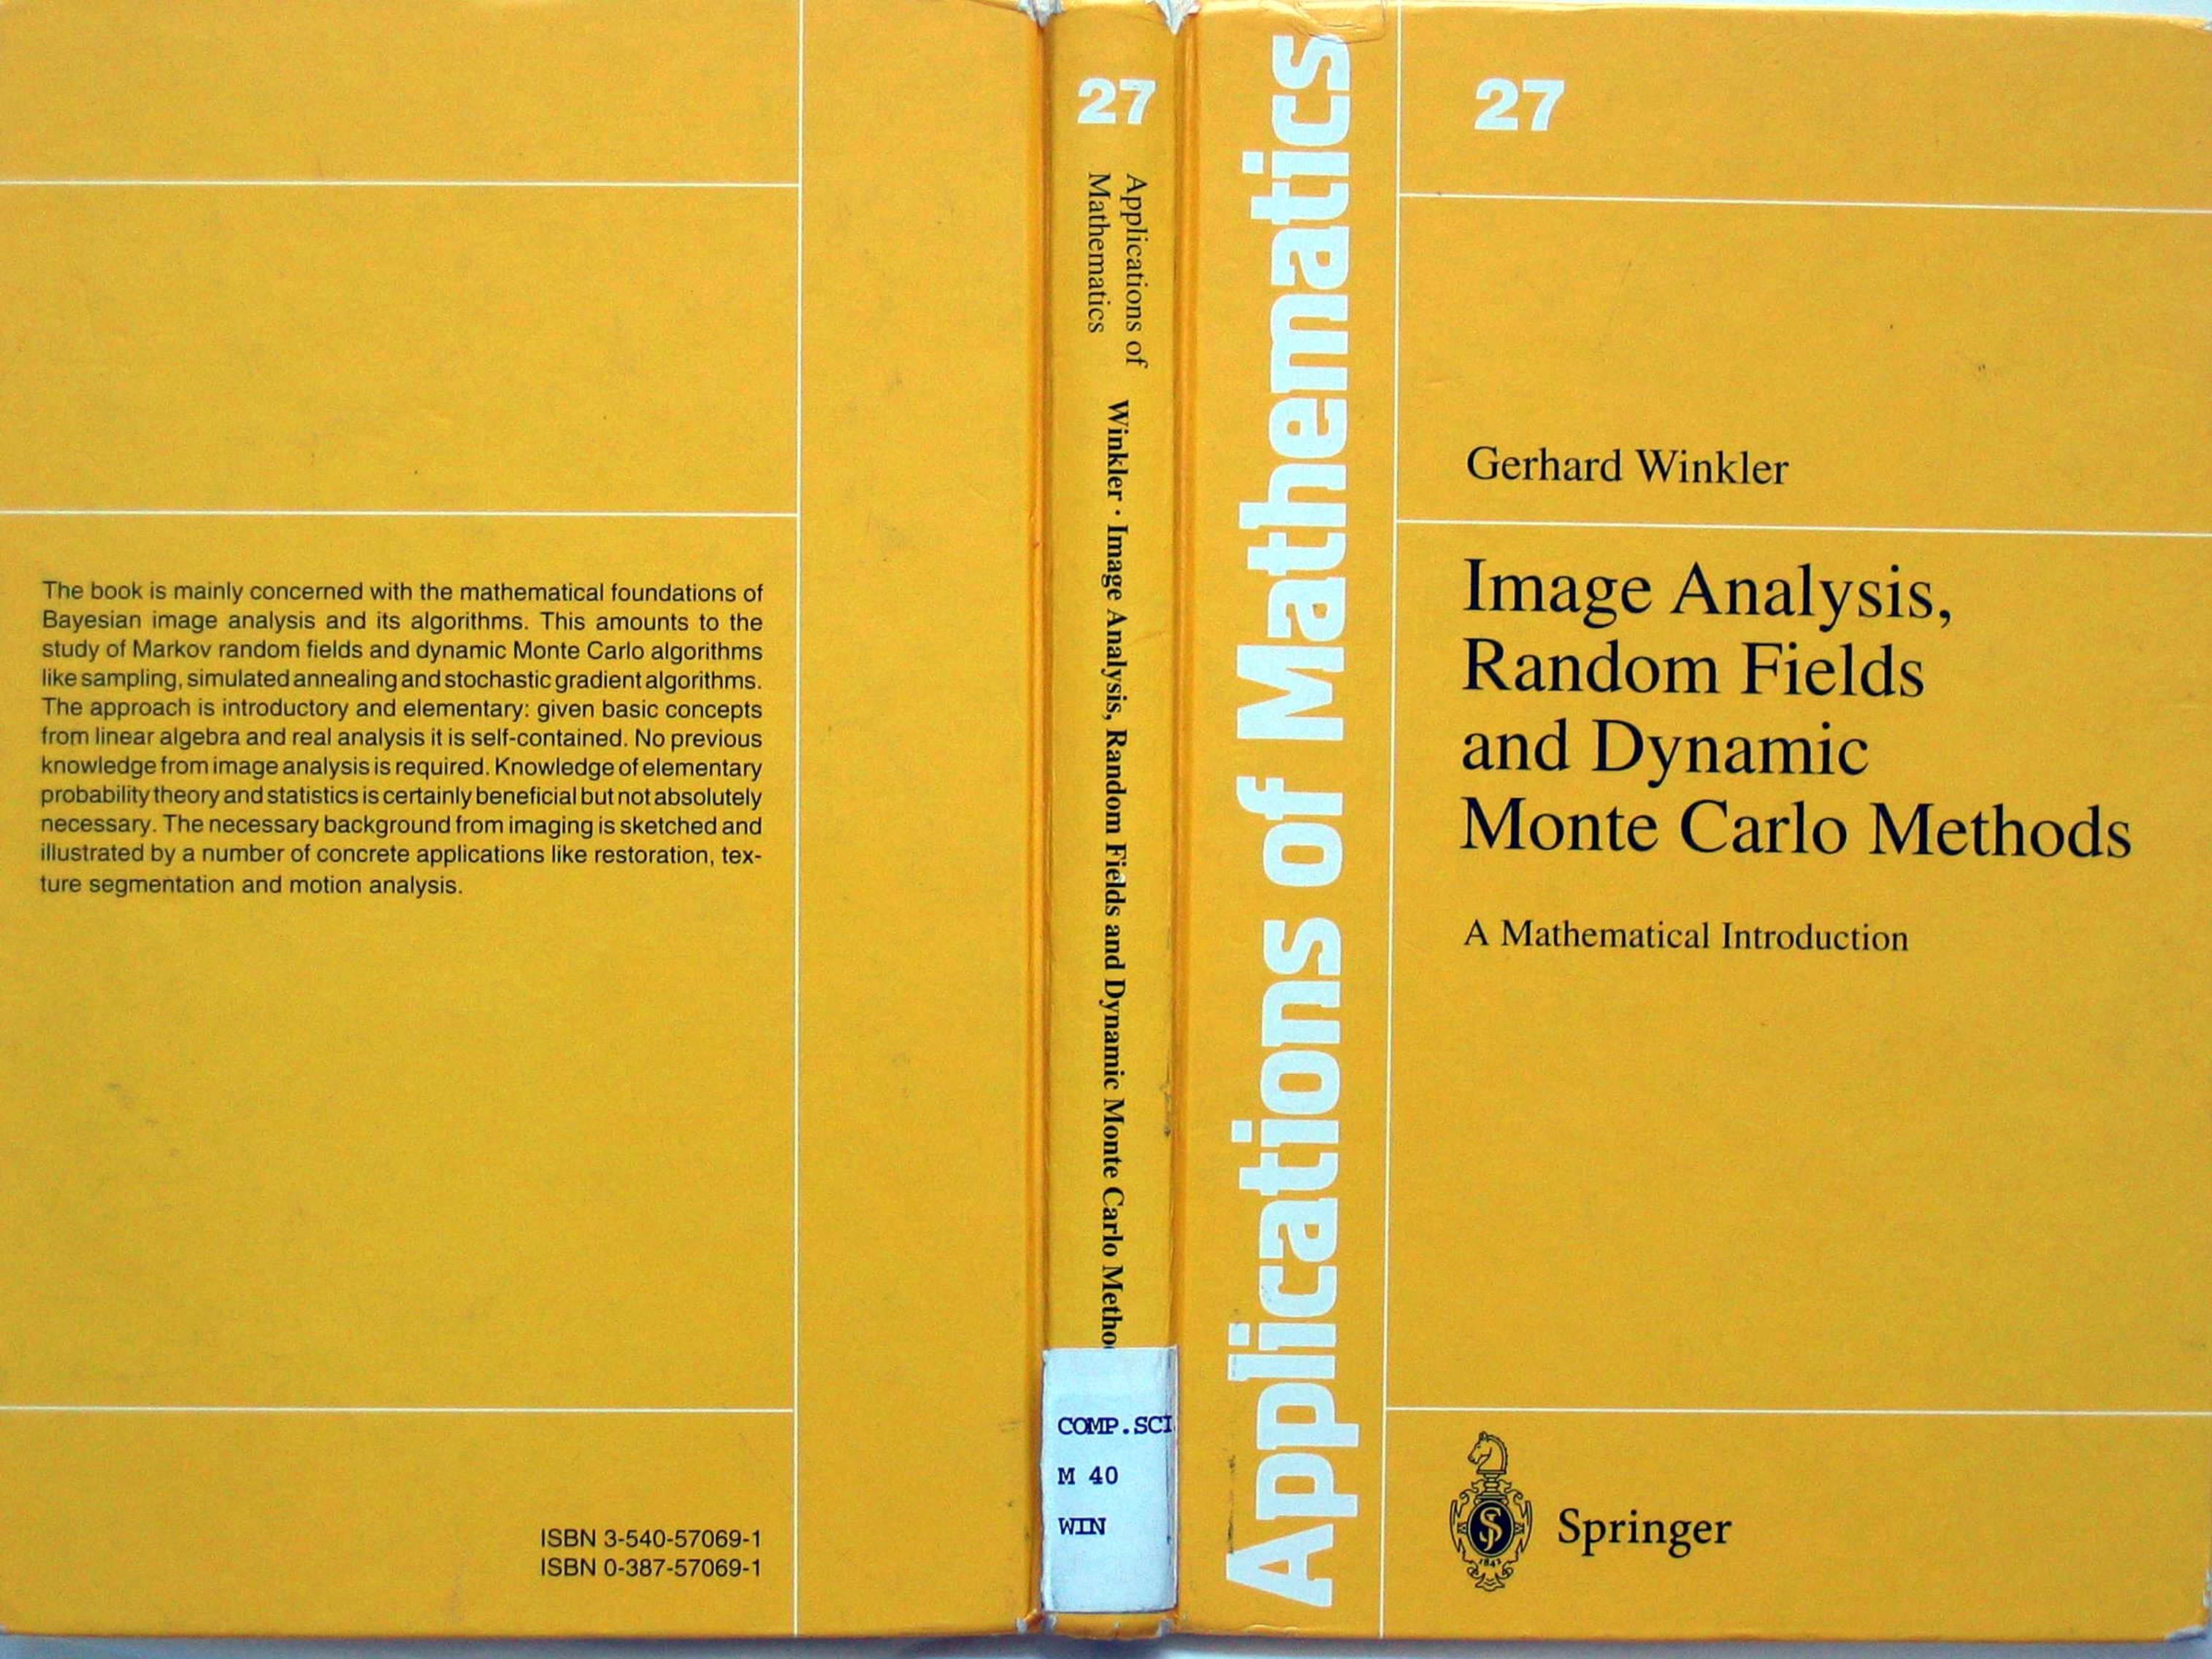 The book is mainly concerned with the mathematical foundations of
Bayesian image analysis and its algorithms. This amounts to the
study of Markov random fields and dynamic Monte Carlo algorithms
like sampling, simulated annealing and stochastic gradient algorithms.
The approach is introductory and elementary: given basic concepts
from linear algebra and real analysis it is self-contained. No previous
knowledge from image analysis is required. Knowledge of elementary
probability theory and statistics is certainly beneficial but not absolutely
necessary. The necessary background from imaging is sketched and
illustrated by a number of concrete applications like restoration, tex-
ture segmentation and motion analysis.
ISBN 3-540-57069-1
ISBN 0-387-57069-1
27
Applications of
Mathematics
Winkler · Image Analysis, Random Fields and Dynamic Monte Carlo Metho
COMP.SCI
M 40
WIN
Applications of Mathematics
27
Gerhard Winkler
Image Analysis,
Random Fields
and Dynamic
Monte Carlo Methods
A Mathematical Introduction
1842
Springer